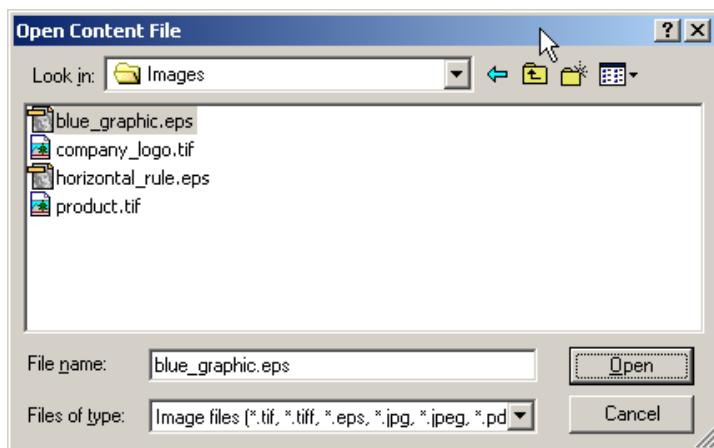 Open Content File
Look in: Images
blue_graphic.eps
company_logo.tif
horizontal_rule.eps
product.tif
File name: blue_graphic.eps Open
Files of type: Image files (*.tif, *.tiff, *.eps, *.jpg, *.jpeg, *.pd Cancel